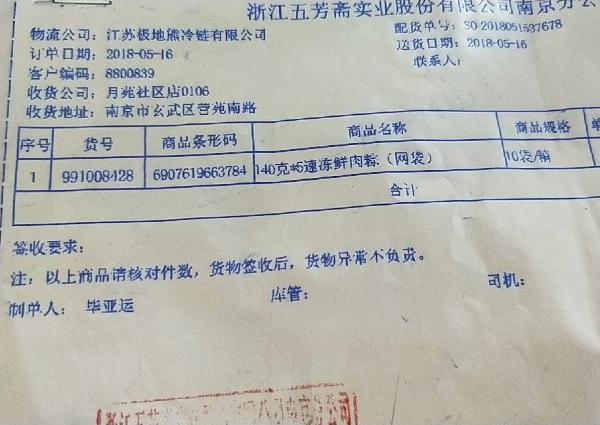 浙江五芳斋实业股份有限公司南京分公
物流公司：江苏极地熊冷链有限公司
配货单号：SO 2018051637678
订单日期：2018-05-16
送货日期：2018-05-16
客户编码：8800839
联系人：
收货公司：月苑社区店0106
收货地址：南京市玄武区营苑南路
序号 货号 商品条形码 商品名称 商品规格 单
1 991008428 6907619663784 140克*5速冻鲜肉粽（网袋） 10袋/箱
合计
签收要求：
注：以上商品请核对件数，货物签收后，货物异常不负责。
制单人：毕亚运 库管： 司机：